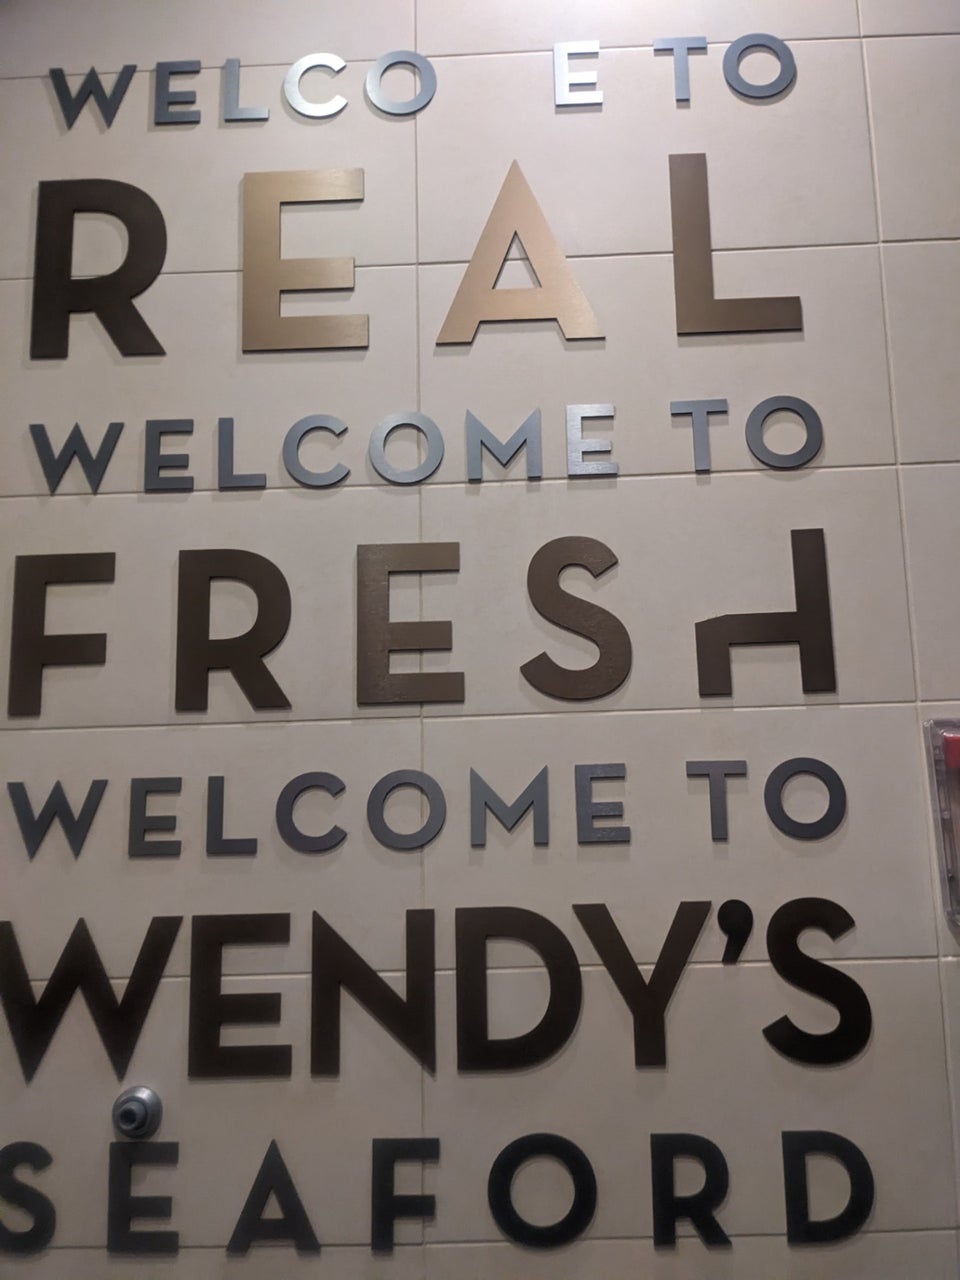 WELCO E TO
REAL
WELCOME TO
FRESH
WELCOME TO
WENDY'S
SEAFORD